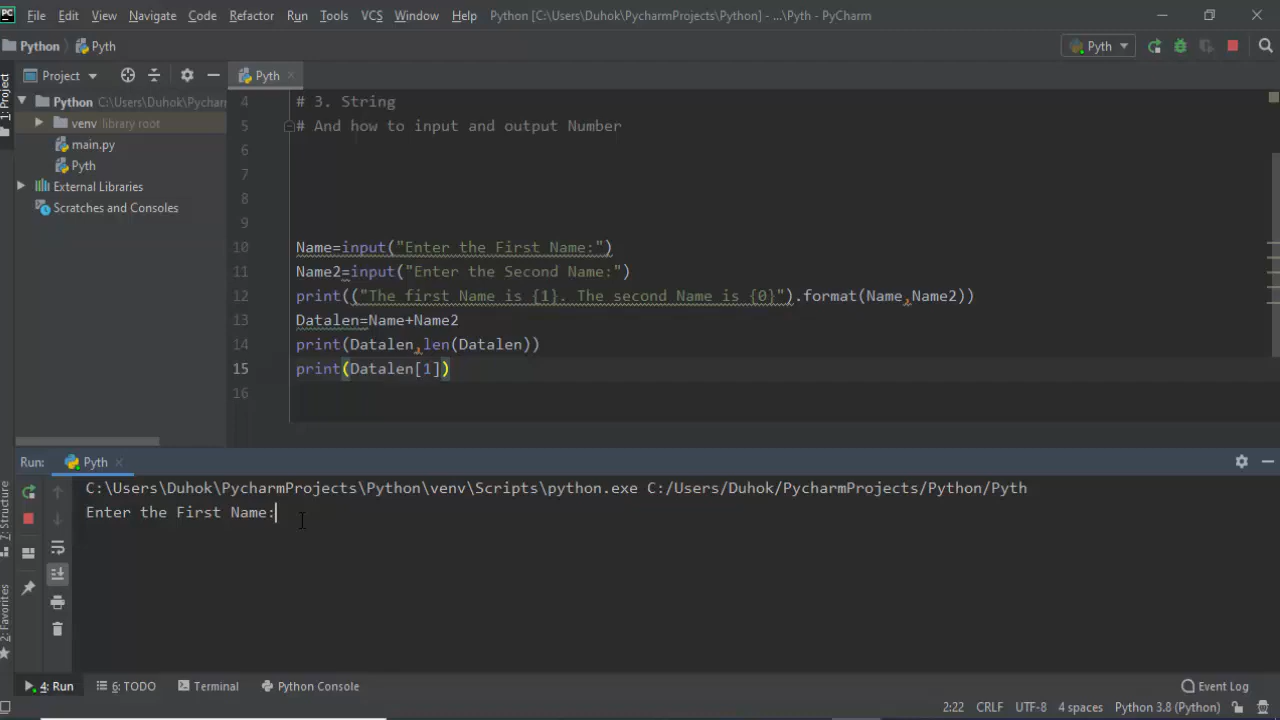 File Edit View Navigate Code Refactor Run Tools VCS Window Help Python [C:\Users\Duhok\PycharmProjects\Python] - ...\Pyth - PyCharm
Python Pyth
Pyth
Project
Pyth
1: Project
Python C:\Users\Duhok\Pycharm
venv library root
main.py
Pyth
External Libraries
Scratches and Consoles
4 # 3. String
5 # And how to input and output Number
6
7
8
9
10 Name=input("Enter the First Name:")
11 Name2=input("Enter the Second Name:")
12 print(("The first Name is {1}. The second Name is {0}").format(Name,Name2))
13 Datalen=Name+Name2
14 print(Datalen,len(Datalen))
15 print(Datalen[1])
16
Run: Pyth
C:\Users\Duhok\PycharmProjects\Python\venv\Scripts\python.exe C:/Users/Duhok/PycharmProjects/Python/Pyth
Enter the First Name:
7: Structure
2: Favorites
4: Run 6: TODO Terminal Python Console Event Log
2:22 CRLF UTF-8 4 spaces Python 3.8 (Python)